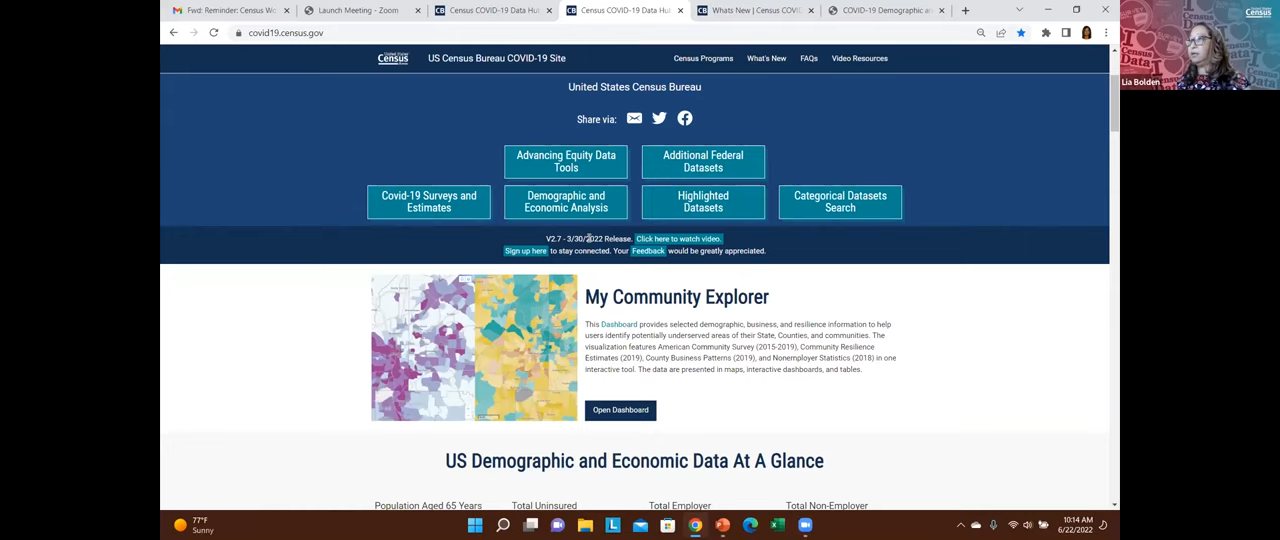 Fwd: Reminder: Census Wo
Launch Meeting - Zoom
Census COVID-19 Data Hu
Census COVID-19 Data Hu
Whats New | Census COVI
COVID-19 Demographic a
covid19.census.gov
United States
Census
Bureau
US Census Bureau COVID-19 Site
Census Programs
What's New
FAQs
Video Resources
United States Census Bureau
Share via:
Advancing Equity Data
Tools
Additional Federal
Datasets
Covid-19 Surveys and
Estimates
Demographic and
Economic Analysis
Highlighted
Datasets
Categorical Datasets
Search
V2.7 - 3/30/2022 Release. Click here to watch video.
Sign up here to stay connected. Your Feedback would be greatly appreciated.
My Community Explorer
This Dashboard provides selected demographic, business, and resilience information to help
users identify potentially underserved areas of their State, Counties, and communities. The
visualization features American Community Survey (2015-2019), Community Resilience
Estimates (2019), County Business Patterns (2019), and Nonemployer Statistics (2018) in one
interactive tool. The data are presented in maps, interactive dashboards, and tables.
Open Dashboard
US Demographic and Economic Data At A Glance
Population Aged 65 Years
Total Uninsured
Total Employer
Total Non-Employer
77°F
Sunny
10:14 AM
6/22/2022
Census
I
Census
Data
Lia Bolden